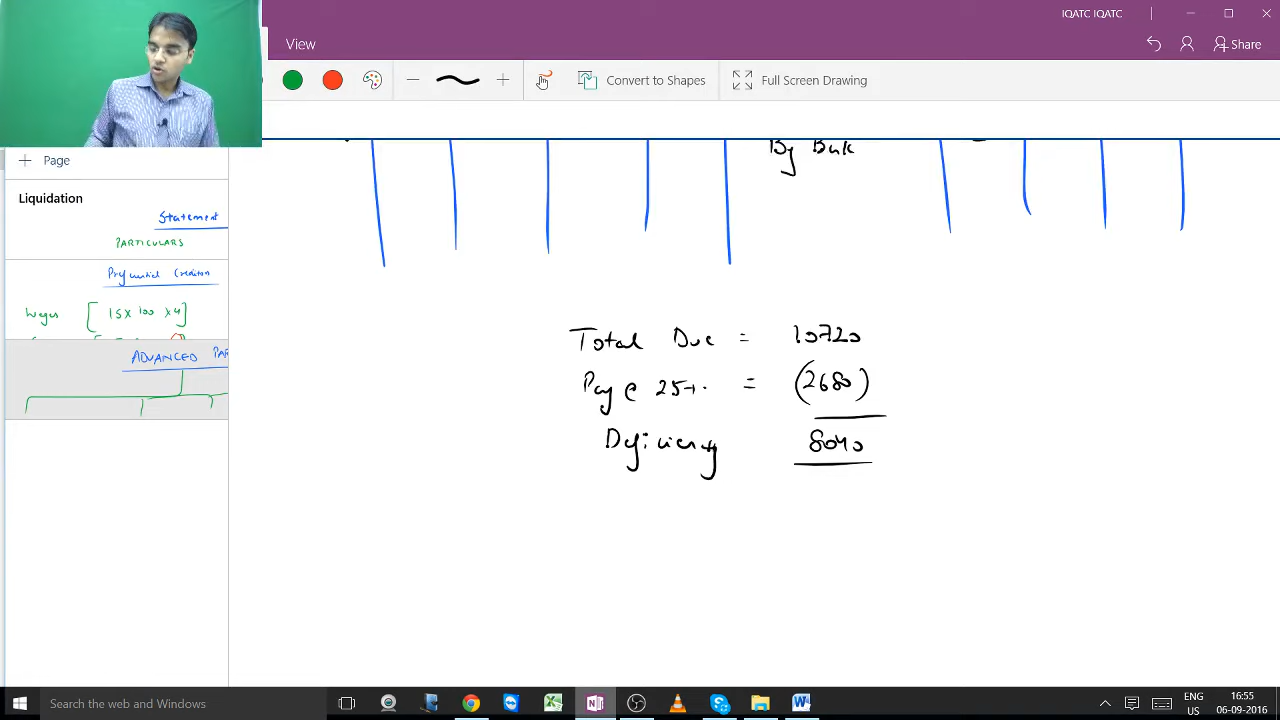 IQATC IQATC
View
Share
Convert to Shapes
Full Screen Drawing
Page
By Bank
Liquidation
Statement
PARTICULARS
Preferential Creditors
Wages [15 x 100 x 4]
ADVANCED PA
Total Due = 10720
Pay @ 25% = (2680)
Deficiency 8040
Search the web and Windows
ENG
US
16:55
06-09-2016